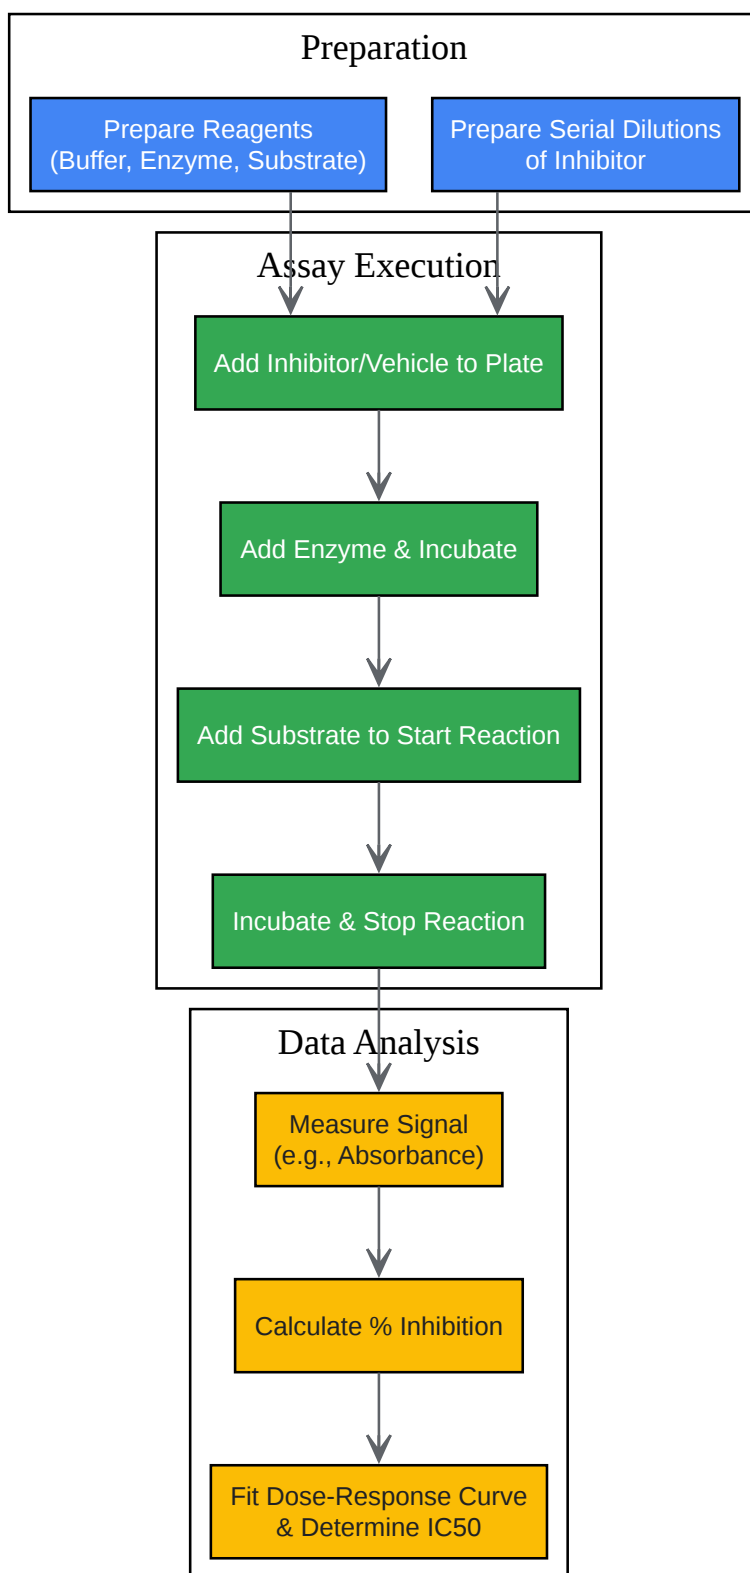 Preparation
Prepare Reagents
(Buffer, Enzyme, Substrate)
Prepare Serial Dilutions
of Inhibitor
Assay Execution
Add Inhibitor/Vehicle to Plate
Add Enzyme & Incubate
Add Substrate to Start Reaction
Incubate & Stop Reaction
Data Analysis
Measure Signal
(e.g., Absorbance)
Calculate % Inhibition
Fit Dose-Response Curve
& Determine IC50